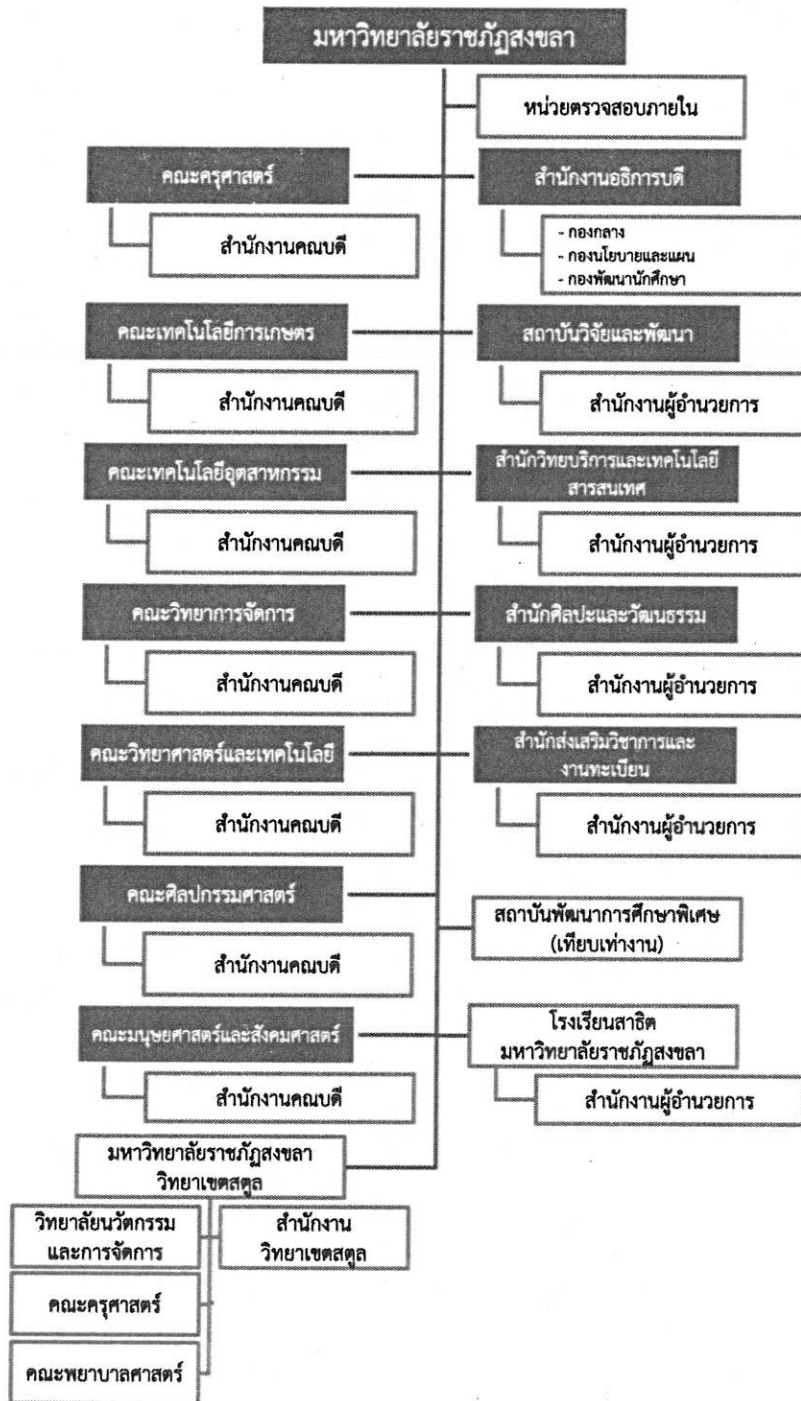 มหาวิทยาลัยราชภัฏสงขลา
หน่วยตรวจสอบภายใน
คณะครุศาสตร์
สำนักงานอธิการบดี
สำนักงานคณบดี
- กองกลาง
- กองนโยบายและแผน
- กองพัฒนานักศึกษา
คณะเทคโนโลยีการเกษตร
สถาบันวิจัยและพัฒนา
สำนักงานคณบดี
สำนักงานผู้อำนวยการ
คณะเทคโนโลยีอุตสาหกรรม
สำนักวิทยบริการและเทคโนโลยี
สารสนเทศ
สำนักงานคณบดี
สำนักงานผู้อำนวยการ
คณะวิทยาการจัดการ
สำนักศิลปะและวัฒนธรรม
สำนักงานคณบดี
สำนักงานผู้อำนวยการ
คณะวิทยาศาสตร์และเทคโนโลยี
สำนักส่งเสริมวิชาการและ
งานทะเบียน
สำนักงานคณบดี
สำนักงานผู้อำนวยการ
คณะศิลปกรรมศาสตร์
สถาบันพัฒนาการศึกษาพิเศษ
(เทียบเท่างาน)
สำนักงานคณบดี
คณะมนุษยศาสตร์และสังคมศาสตร์
โรงเรียนสาธิต
มหาวิทยาลัยราชภัฏสงขลา
สำนักงานคณบดี
สำนักงานผู้อำนวยการ
มหาวิทยาลัยราชภัฏสงขลา
วิทยาเขตสตูล
วิทยาลัยนวัตกรรม
และการจัดการ
สำนักงาน
วิทยาเขตสตูล
คณะครุศาสตร์
คณะพยาบาลศาสตร์